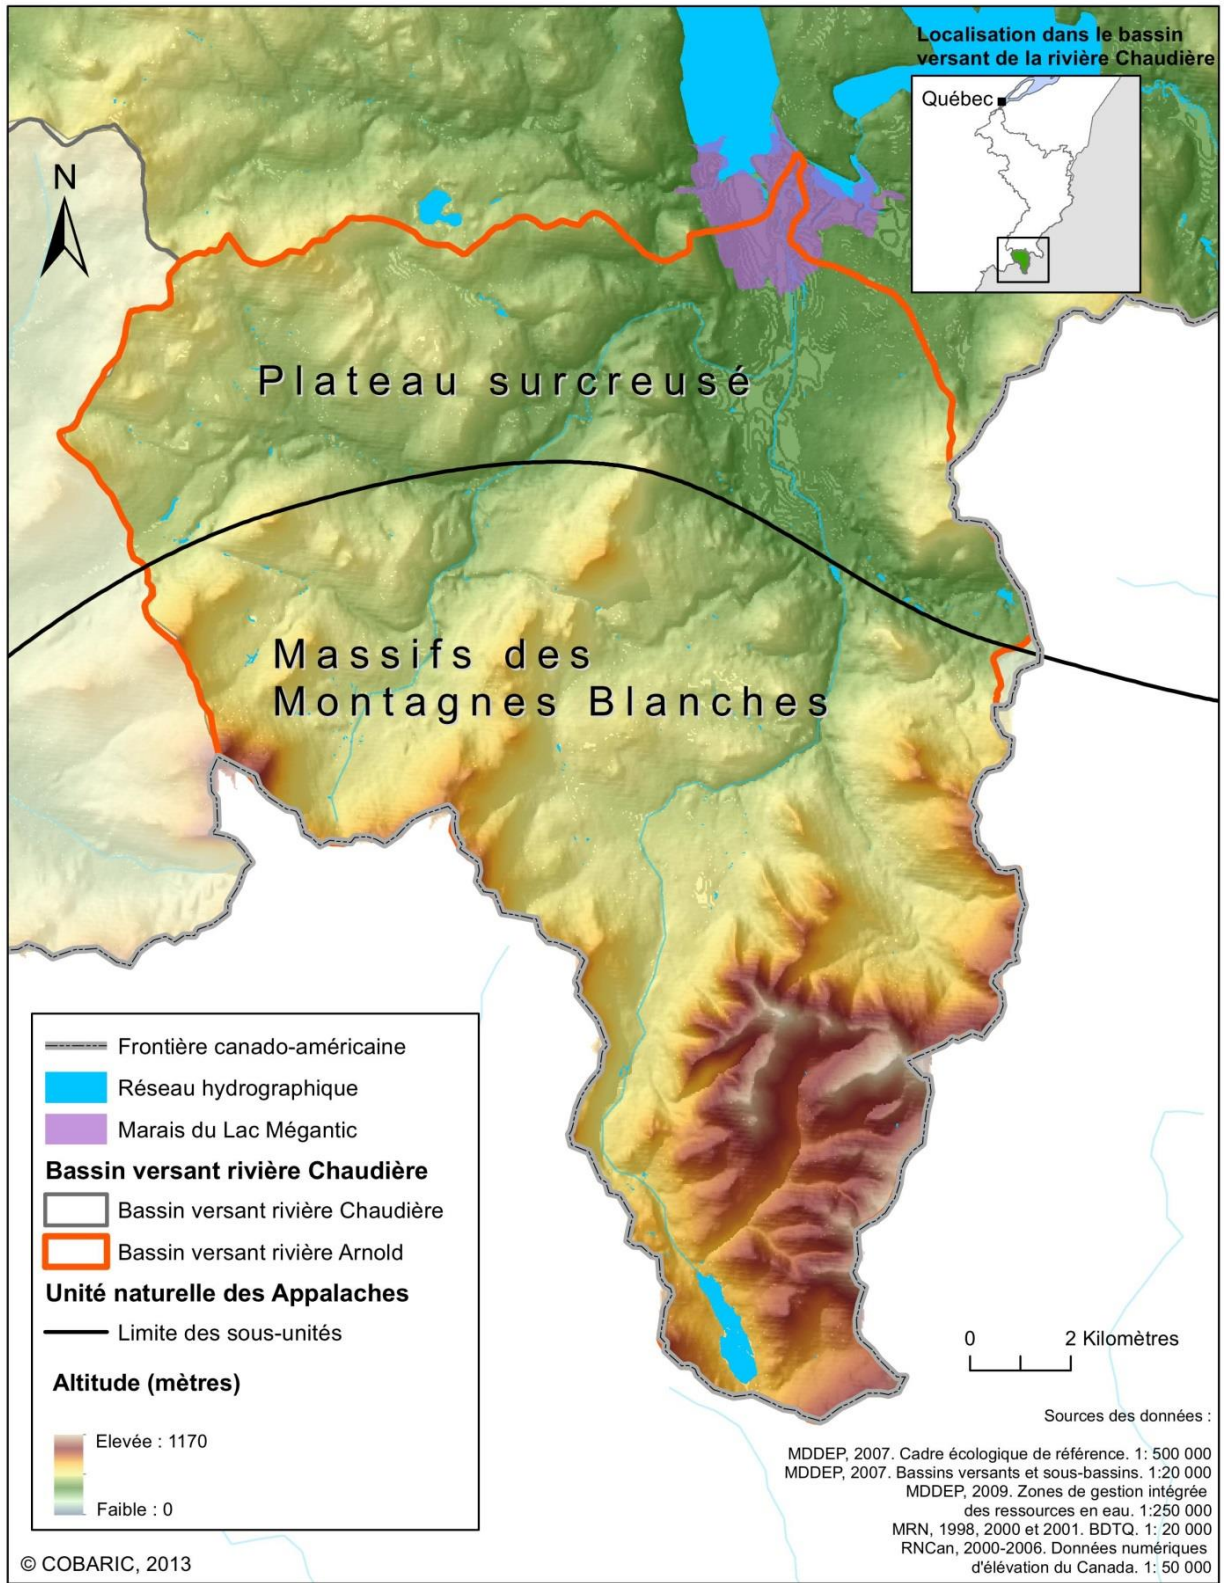 Localisation dans le bassin
versant de la rivière Chaudière
Québec
N
Plateau surcreusé
Massifs des
Montagnes Blanches
Frontière canado-américaine
Réseau hydrographique
Marais du Lac Mégantic
Bassin versant rivière Chaudière
Bassin versant rivière Chaudière
Bassin versant rivière Arnold
Unité naturelle des Appalaches
Limite des sous-unités
Altitude (mètres)
Elevée : 1170
Faible : 0
© COBARIC, 2013
0 2 Kilomètres
Sources des données :
MDDEP, 2007. Cadre écologique de référence. 1: 500 000
MDDEP, 2007. Bassins versants et sous-bassins. 1:20 000
MDDEP, 2009. Zones de gestion intégrée
des ressources en eau. 1:250 000
MRN, 1998, 2000 et 2001. BDTQ. 1: 20 000
RNCan, 2000-2006. Données numériques
d'élévation du Canada. 1: 50 000